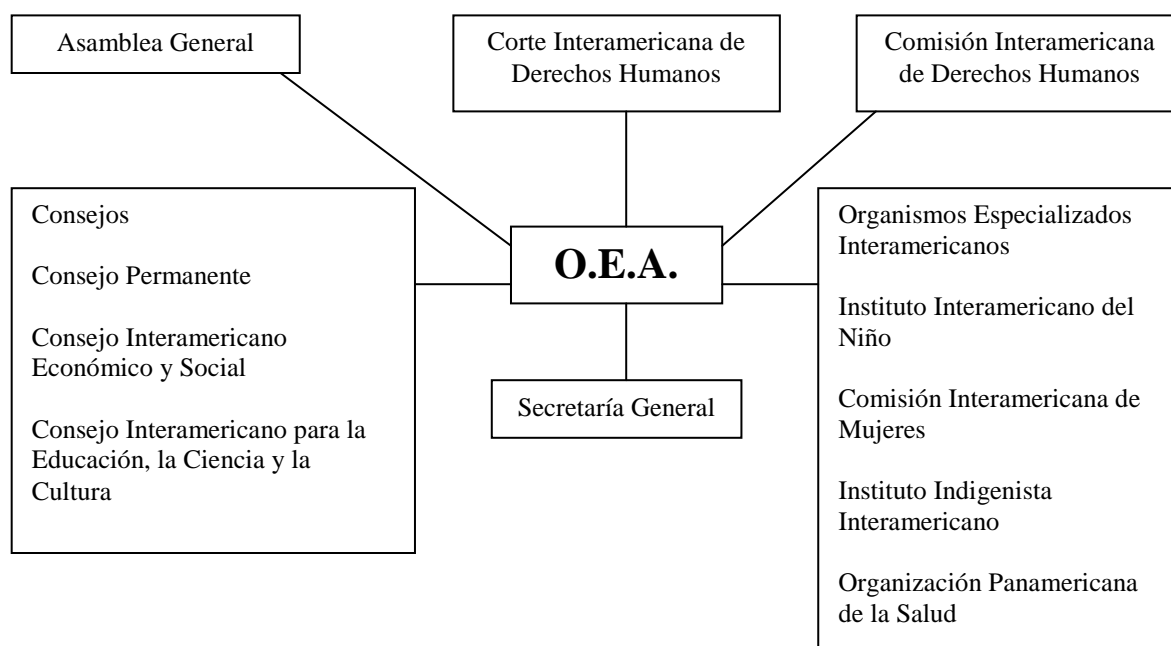 Asamblea General
Corte Interamericana de
Derechos Humanos
Comisión Interamericana
de Derechos Humanos
Consejos
Consejo Permanente
Consejo Interamericano
Económico y Social
Consejo Interamericano para la
Educación, la Ciencia y la
Cultura
O.E.A.
Secretaría General
Organismos Especializados
Interamericanos
Instituto Interamericano del
Niño
Comisión Interamericana de
Mujeres
Instituto Indigenista
Interamericano
Organización Panamericana
de la Salud